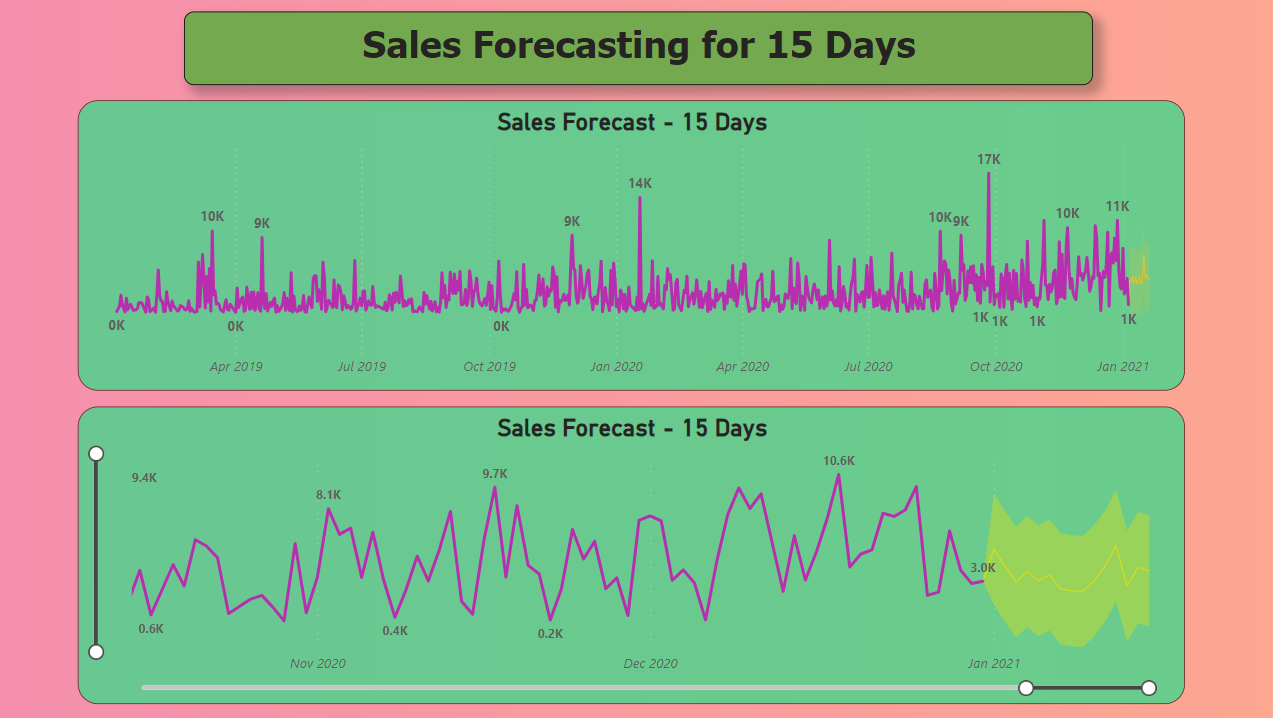 Sales Forecasting for 15 Days
Sales Forecast - 15 Days
17K
14K
10K 9K 9K 10K 9K 10K 11K
0K 0K 0K 1K 1K 1K 1K
Apr 2019 Jul 2019 Oct 2019 Jan 2020 Apr 2020 Jul 2020 Oct 2020 Jan 2021
Sales Forecast - 15 Days
9.4K 8.1K 9.7K 10.6K
3.0K
0.6K 0.4K 0.2K
Nov 2020 Dec 2020 Jan 2021